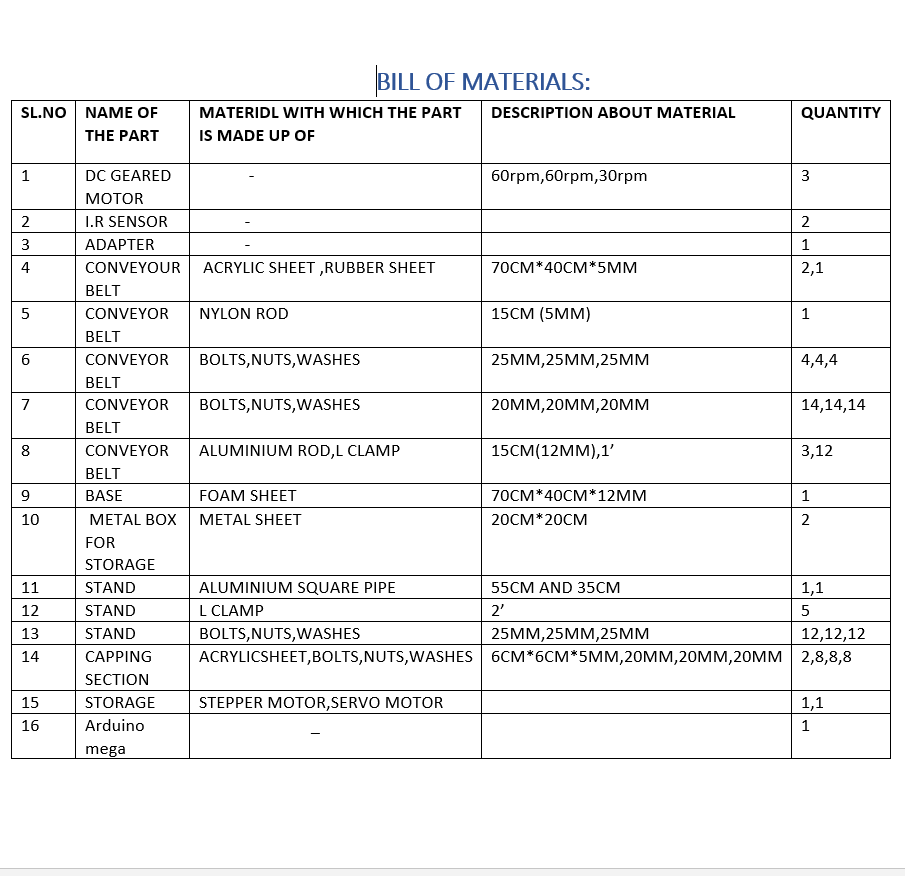 BILL OF MATERIALS:
SL.NO NAME OF THE PART MATERIDL WITH WHICH THE PART IS MADE UP OF DESCRIPTION ABOUT MATERIAL QUANTITY
1 DC GEARED MOTOR - 60rpm,60rpm,30rpm 3
2 I.R SENSOR - 2
3 ADAPTER - 1
4 CONVEYOUR BELT ACRYLIC SHEET ,RUBBER SHEET 70CM*40CM*5MM 2,1
5 CONVEYOR BELT NYLON ROD 15CM (5MM) 1
6 CONVEYOR BELT BOLTS,NUTS,WASHES 25MM,25MM,25MM 4,4,4
7 CONVEYOR BELT BOLTS,NUTS,WASHES 20MM,20MM,20MM 14,14,14
8 CONVEYOR BELT ALUMINIUM ROD,L CLAMP 15CM(12MM),1’ 3,12
9 BASE FOAM SHEET 70CM*40CM*12MM 1
10 METAL BOX FOR STORAGE METAL SHEET 20CM*20CM 2
11 STAND ALUMINIUM SQUARE PIPE 55CM AND 35CM 1,1
12 STAND L CLAMP 2’ 5
13 STAND BOLTS,NUTS,WASHES 25MM,25MM,25MM 12,12,12
14 CAPPING SECTION ACRYLICSHEET,BOLTS,NUTS,WASHES 6CM*6CM*5MM,20MM,20MM,20MM 2,8,8,8
15 STORAGE STEPPER MOTOR,SERVO MOTOR 1,1
16 Arduino mega _ 1